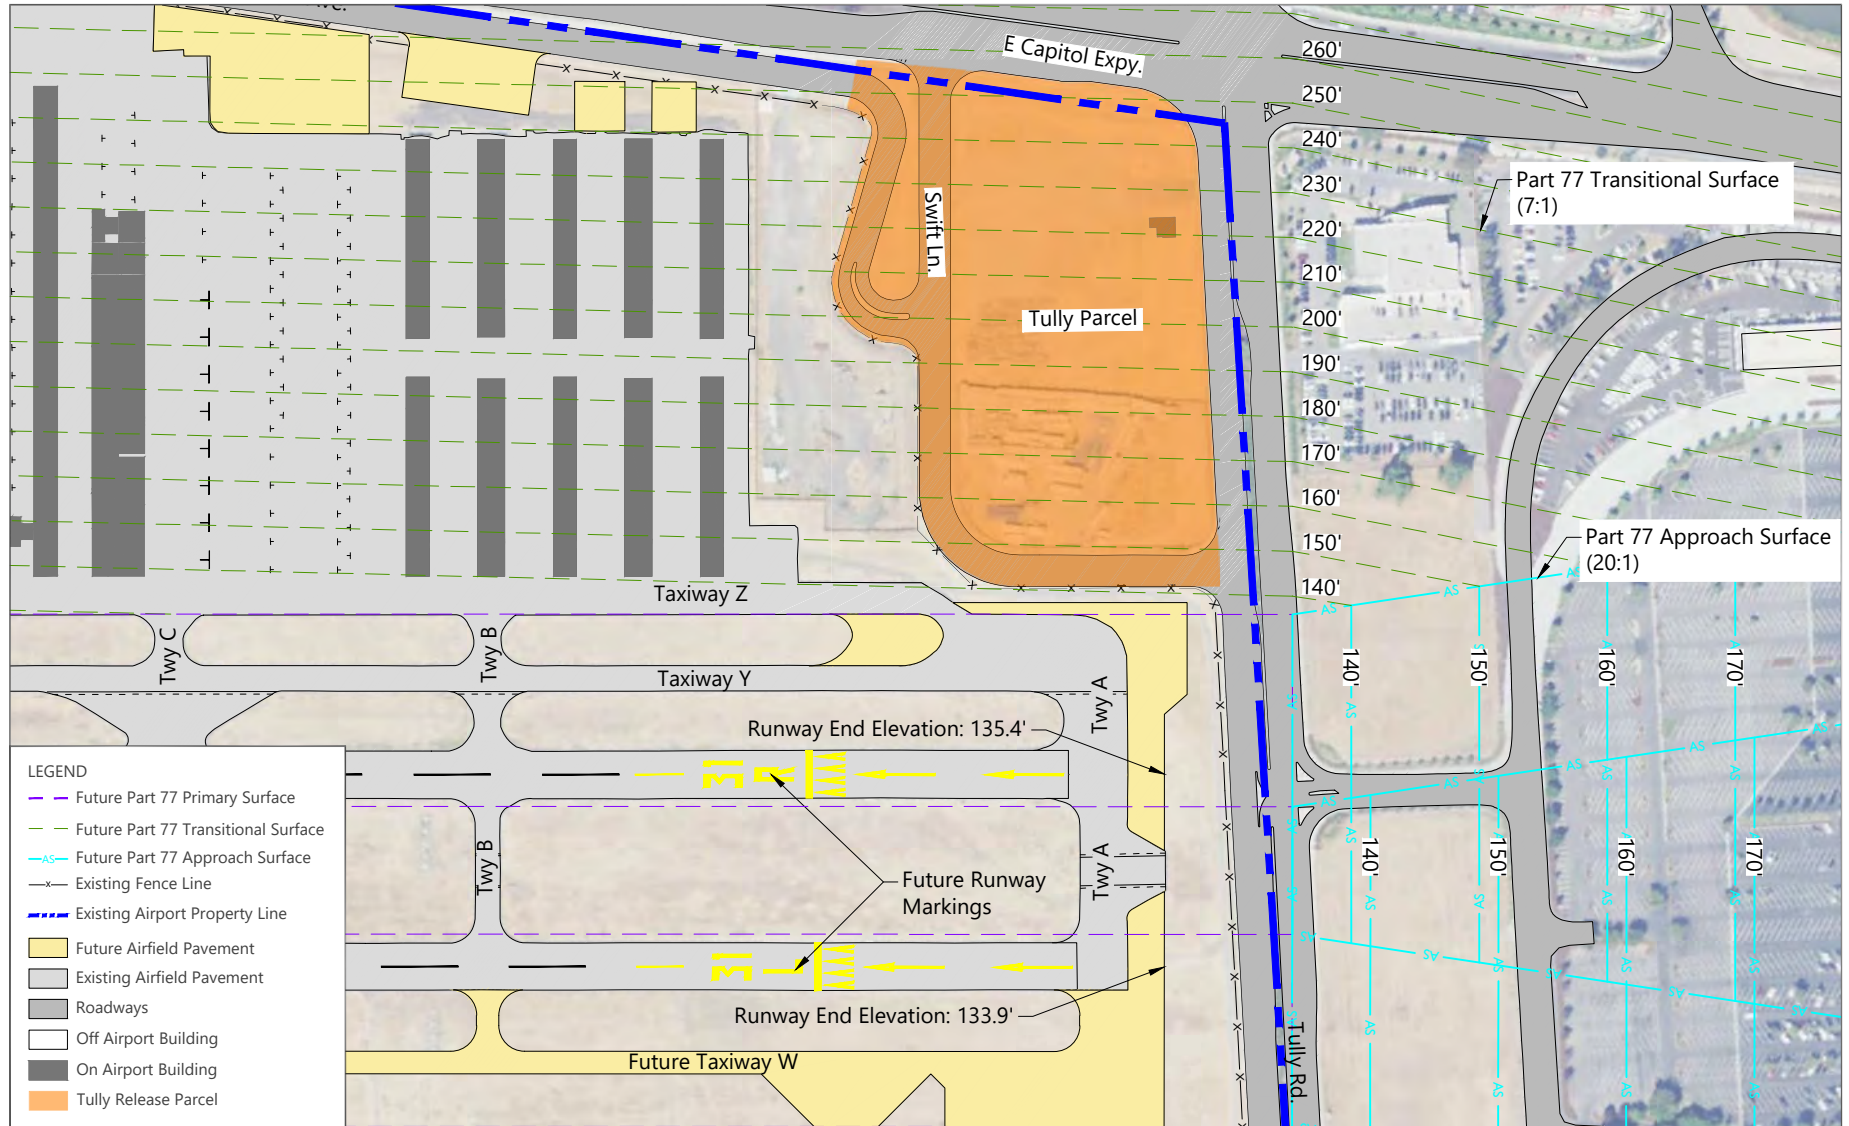 E Capitol Expy.
260'
250'
240'
230'
220'
210'
200'
190'
180'
170'
160'
150'
140'
Part 77 Transitional Surface
(7:1)
Swift Ln.
Tully Parcel
Part 77 Approach Surface
(20:1)
AS
AS
AS
Taxiway Z
Twy C
Twy B
Taxiway Y
Twy A
140'
150'
160'
170'
Runway End Elevation: 135.4'
Twy B
Twy A
140'
150'
160'
170'
Future Runway
Markings
Runway End Elevation: 133.9'
Future Taxiway W
Tully Rd.
LEGEND
Future Part 77 Primary Surface
Future Part 77 Transitional Surface
AS Future Part 77 Approach Surface
x Existing Fence Line
Existing Airport Property Line
Future Airfield Pavement
Existing Airfield Pavement
Roadways
Off Airport Building
On Airport Building
Tully Release Parcel